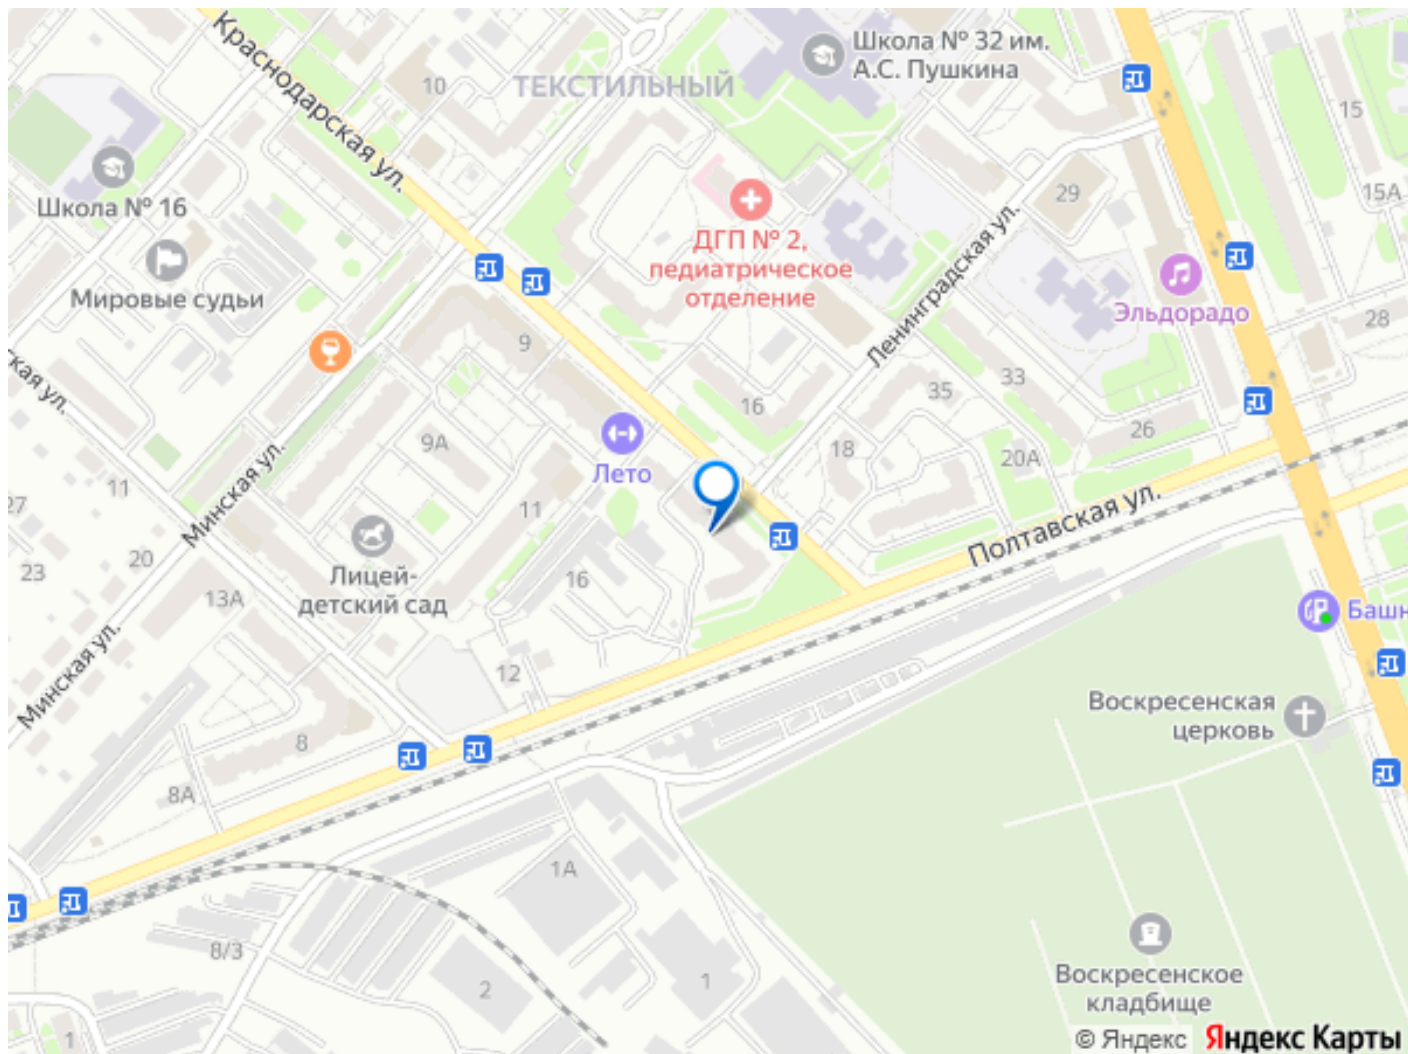 Краснодарская ул.
10
ТЕКСТИЛЬНЫЙ
Школа № 32 им.
А.С. Пушкина
15
15А
Школа № 16
Мировые судьи
ДГП № 2,
педиатрическое
отделение
29
Ленинградская ул.
Эльдорадо
28
ская ул.
9
16
33
35
26
9А
Лето
18
20А
Минская ул.
11
27
11
Полтавская ул.
20
23
Лицей-
детский сад
16
13А
Башн
Минская ул.
12
Воскресенская
церковь
8
8А
1А
8/3
2
1
Воскресенское
кладбище
1
© Яндекс Яндекс Карты